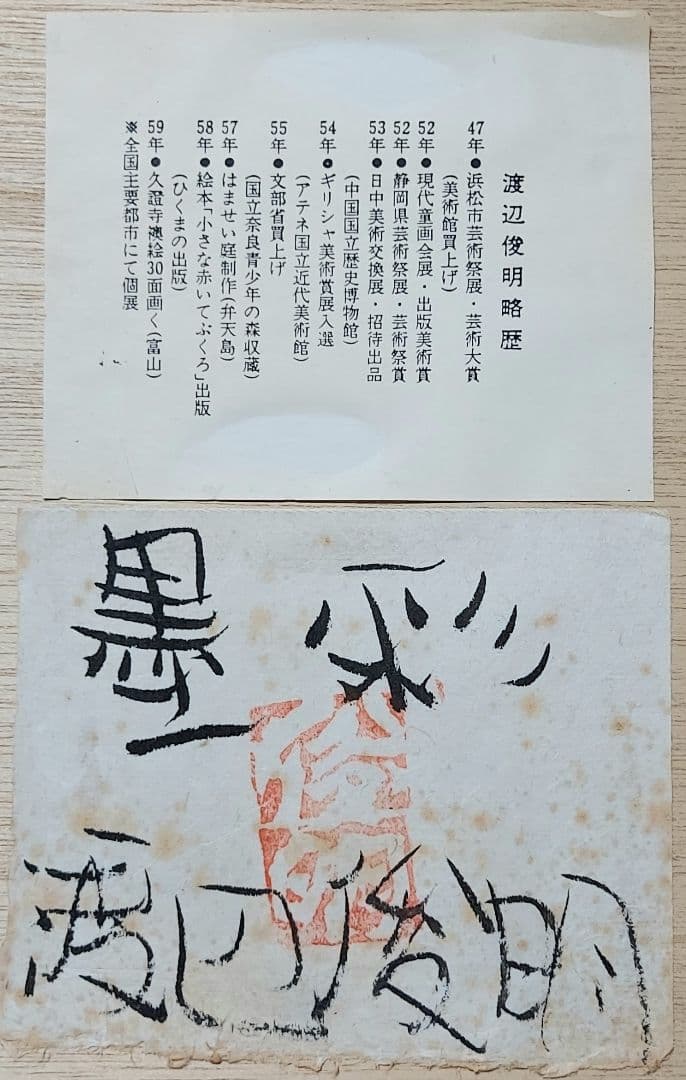 渡辺俊明略歴
47年●浜松市芸術祭展・芸術大賞
(美術館買上げ)
52年●現代童画会展・出版美術賞
52年●静岡県芸術祭展・芸術祭賞
53年●日中美術交換展・招待出品
(中国国立歴史博物館)
54年●ギリシャ美術賞展入選
(アテネ国立近代美術館)
55年●文部省買上げ
(国立奈良青少年の森収蔵)
57年●はませい庭制作(弁天島)
58年●絵本「小さな赤いてぶくろ」出版
(ひくまの出版)
59年●久證寺襖絵30面画く(富山)
※全国主要都市にて個展
墨彩
渡辺俊明